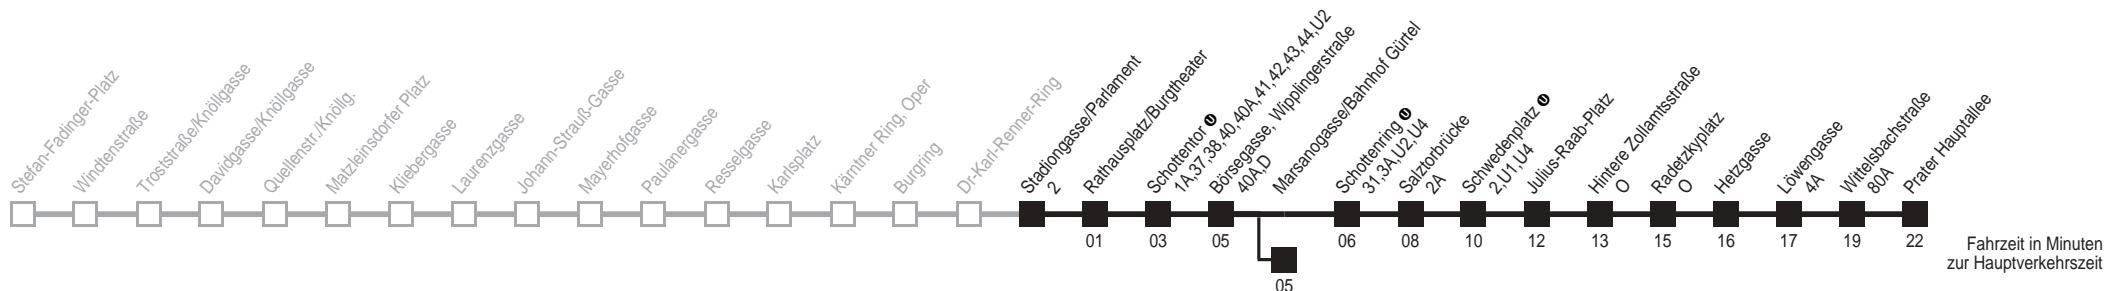 Stefan-Fadinger-Platz
Windtenstraße
Troststraße/Knöllgasse
Davidgasse/Knöllgasse
Quellenstr./Knöllg.
Matzleinsdorfer Platz
Kliebergasse
Laurenzgasse
Johann-Strauß-Gasse
Mayerhofgasse
Paulanergasse
Resselgasse
Karlsplatz
Kärntner Ring, Oper
Burgring
Dr-Karl-Renner-Ring
Stadiongasse/Parlament
2
Rathausplatz/Burgtheater
01
Schottentor U
1A,37,38,40,40A,41,42,43,44,U2
03
Börsegasse, Wipplingerstraße
40A,D
05
Marsanogasse/Bahnhof Gürtel
05
Schottenring U
31,3A,U2,U4
06
Salztorbrücke
2A
08
Schwedenplatz U
2,U1,U4
10
Julius-Raab-Platz
12
Hintere Zollamtsstraße
O
13
Radetzkyplatz
O
15
Hetzgasse
16
Löwengasse
4A
17
Wittelsbachstraße
80A
19
Prater Hauptallee
22
Fahrzeit in Minuten
zur Hauptverkehrszeit